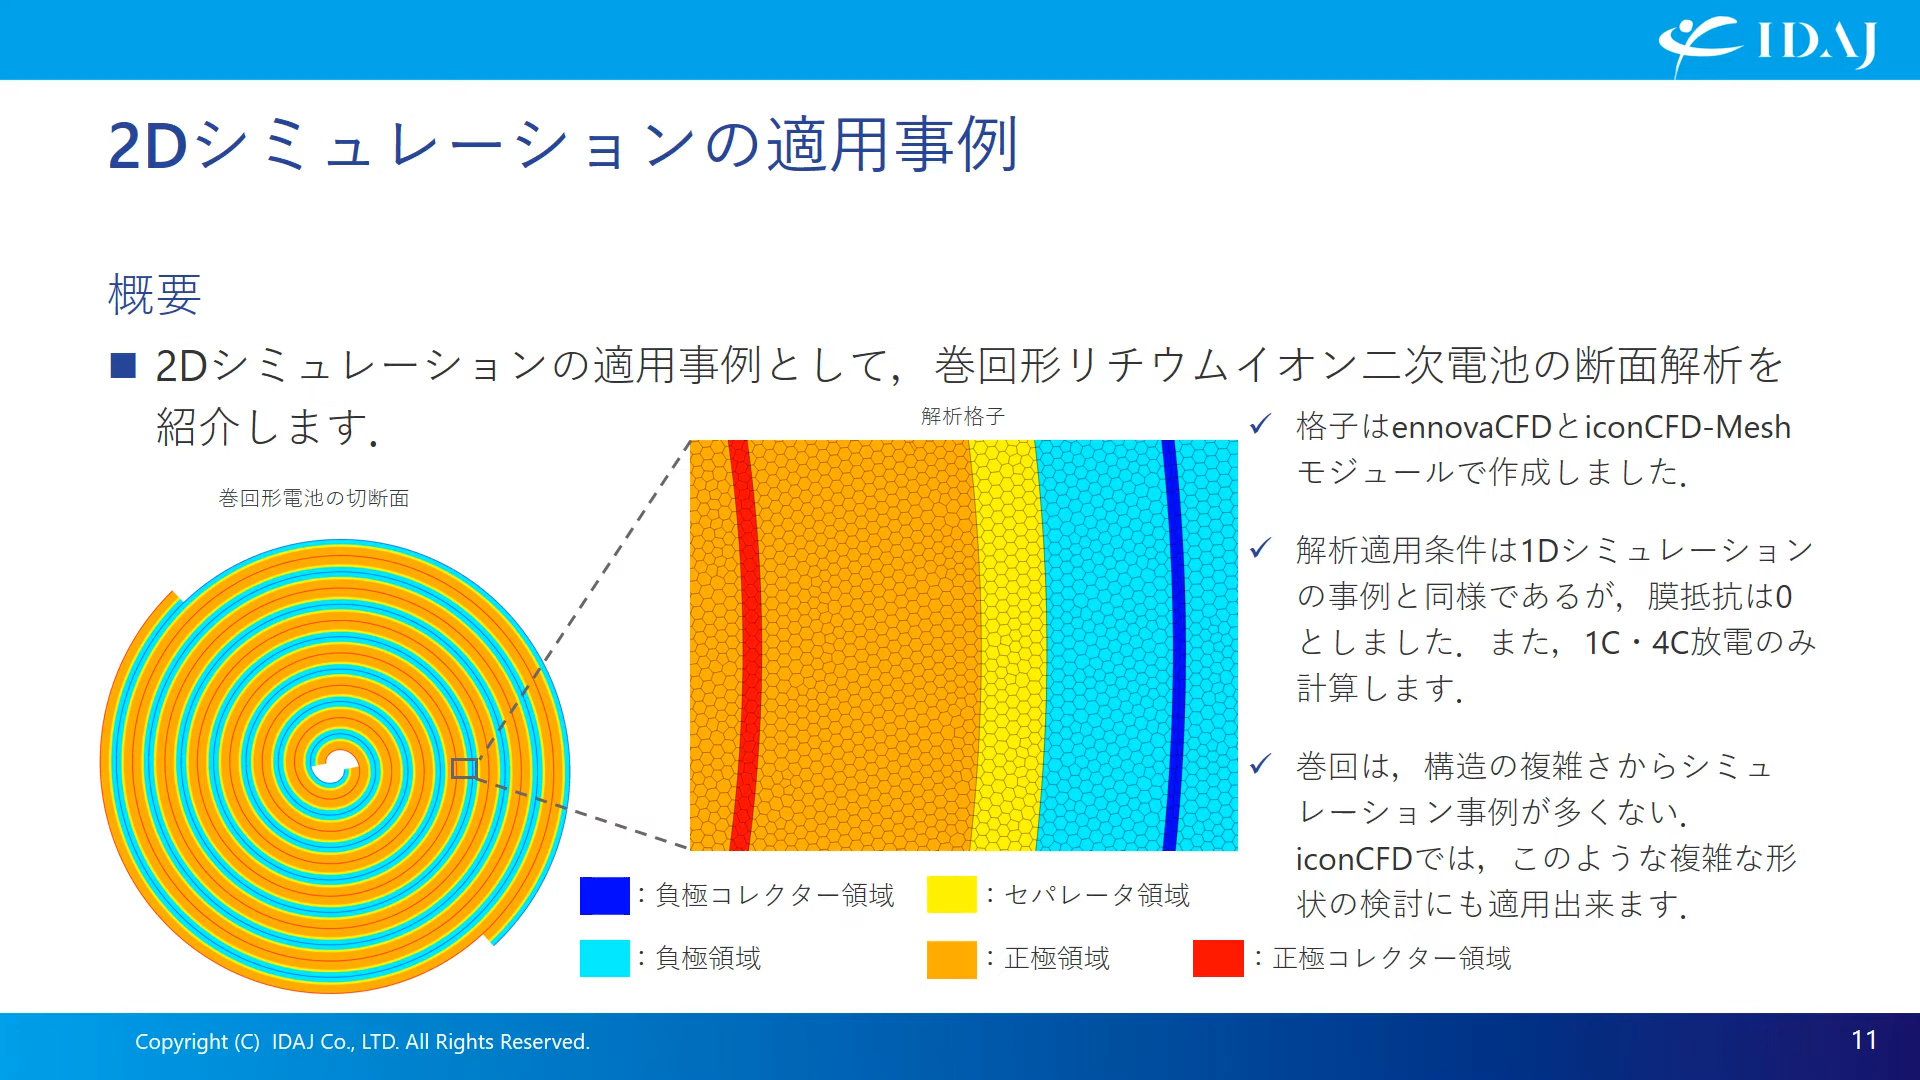 IDAJ
2Dシミュレーションの適用事例
概要
■ 2Dシミュレーションの適用事例として，巻回形リチウムイオン二次電池の断面解析を
紹介します．
巻回形電池の切断面
解析格子
✓ 格子はennovaCFDとiconCFD-Mesh
モジュールで作成しました．
✓ 解析適用条件は1Dシミュレーション
の事例と同様であるが，膜抵抗は0
としました．また，1C・4C放電のみ
計算します．
✓ 巻回は，構造の複雑さからシミュ
レーション事例が多くない．
iconCFDでは，このような複雑な形
状の検討にも適用出来ます．
：負極コレクター領域
：セパレータ領域
：負極領域
：正極領域
：正極コレクター領域
Copyright (C) IDAJ Co., LTD. All Rights Reserved.
11